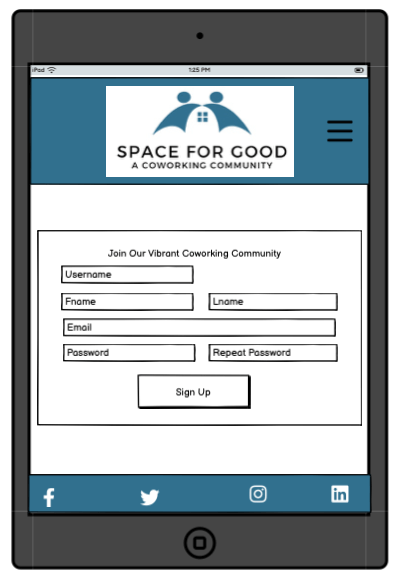 iPad
1:25 PM
SPACE FOR GOOD
A COWORKING COMMUNITY
Join Our Vibrant Coworking Community
Username
Fname
Lname
Email
Password
Repeat Password
Sign Up